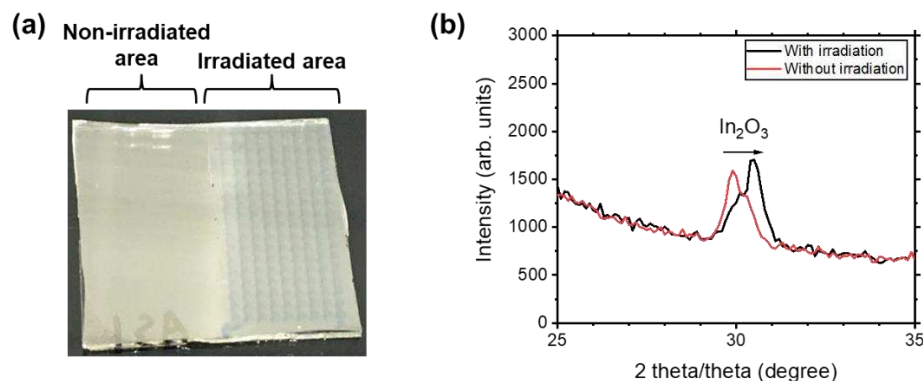 (a)
Non-irradiated
area
Irradiated area
(b)
Intensity (arb. units)
3000
2500
2000
1500
1000
500
0
With irradiation
Without irradiation
In₂O₃
25
30
35
2 theta/theta (degree)